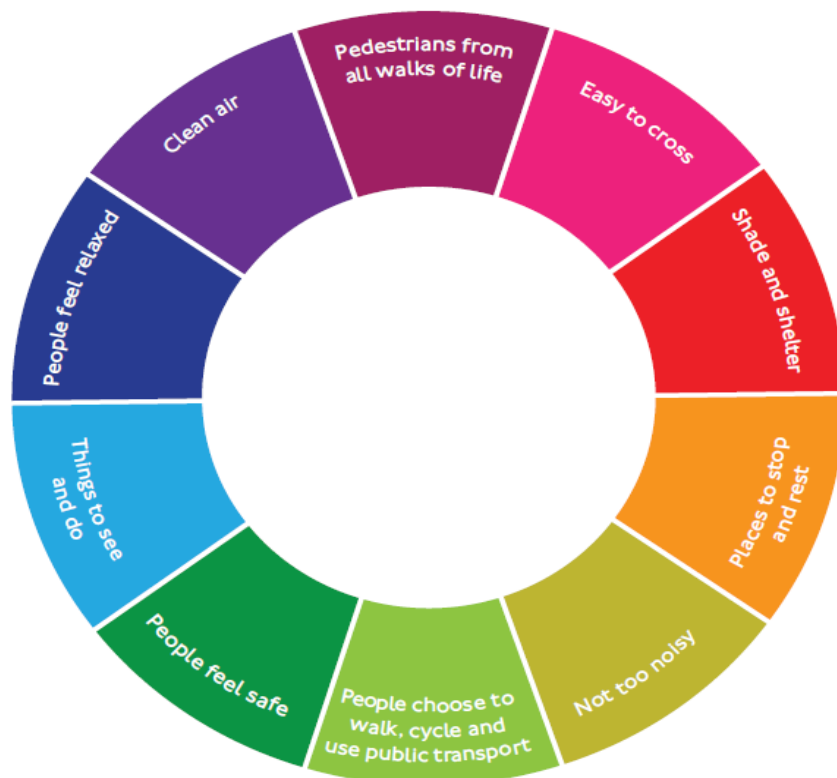 Pedestrians from
all walks of life
Easy to cross
Shade and shelter
Places to stop
and rest
Not too noisy
People choose to
walk, cycle and
use public transport
People feel safe
Things to see
and do
People feel relaxed
Clean air